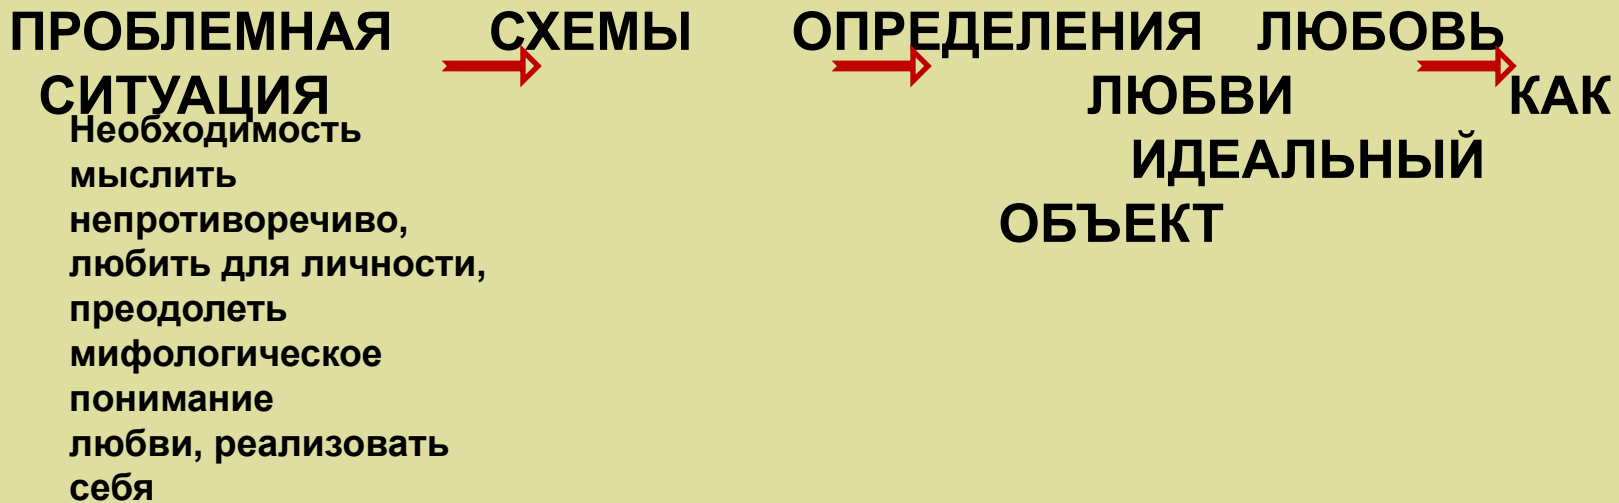 ПРОБЛЕМНАЯ СХЕМЫ ОПРЕДЕЛЕНИЯ ЛЮБОВЬ
СИТУАЦИЯ ЛЮБВИ КАК
ИДЕАЛЬНЫЙ
ОБЪЕКТ
Необходимость
мыслить
непротиворечиво,
любить для личности,
преодолеть
мифологическое
понимание
любви, реализовать
себя